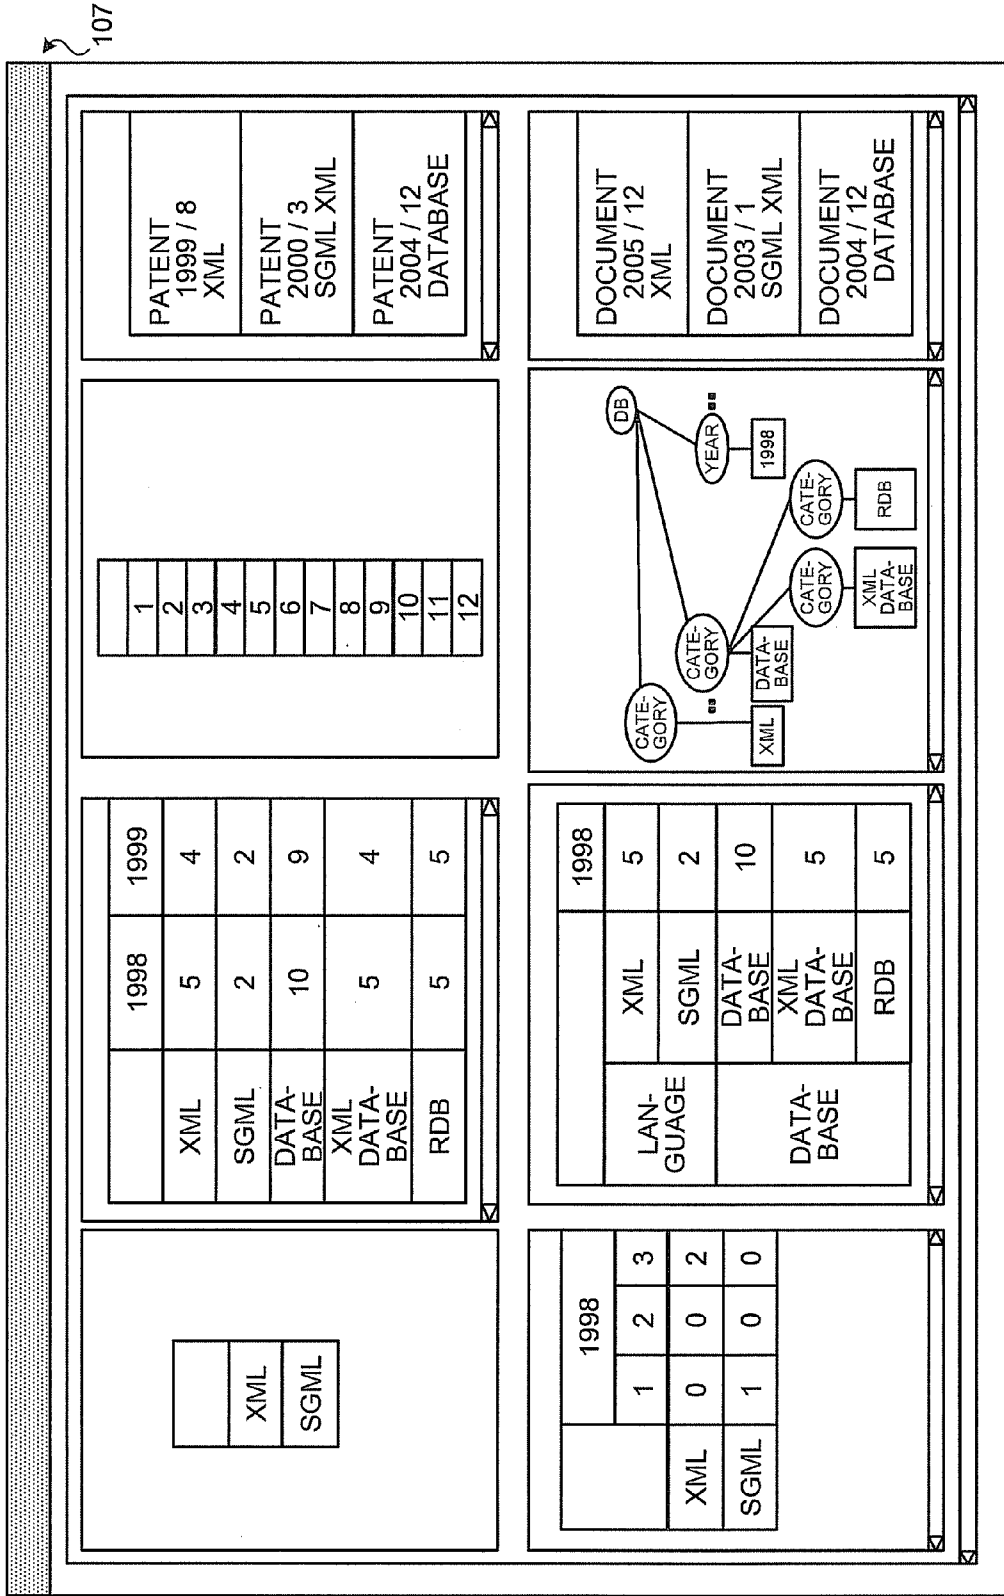 107
XML
SGML
1998 1999
XML 5 4
SGML 2 2
DATA-
BASE 10 9
XML
DATA-
BASE 5 4
RDB 5 5
1
2
3
4
5
6
7
8
9
10
11
12
PATENT
1999 / 8
XML
PATENT
2000 / 3
SGML XML
PATENT
2004 / 12
DATABASE
1998
1 2 3
XML 0 0 2
SGML 1 0 0
1998
LAN-
GUAGE
XML 5
SGML 2
DATA-
BASE
DATA-
BASE 10
XML
DATA-
BASE 5
RDB 5
DB
CATE-
GORY
CATE-
GORY
YEAR
XML
DATA-
BASE
1998
CATE-
GORY
CATE-
GORY
XML
DATA-
BASE
RDB
DOCUMENT
2005 / 12
XML
DOCUMENT
2003 / 1
SGML XML
DOCUMENT
2004 / 12
DATABASE